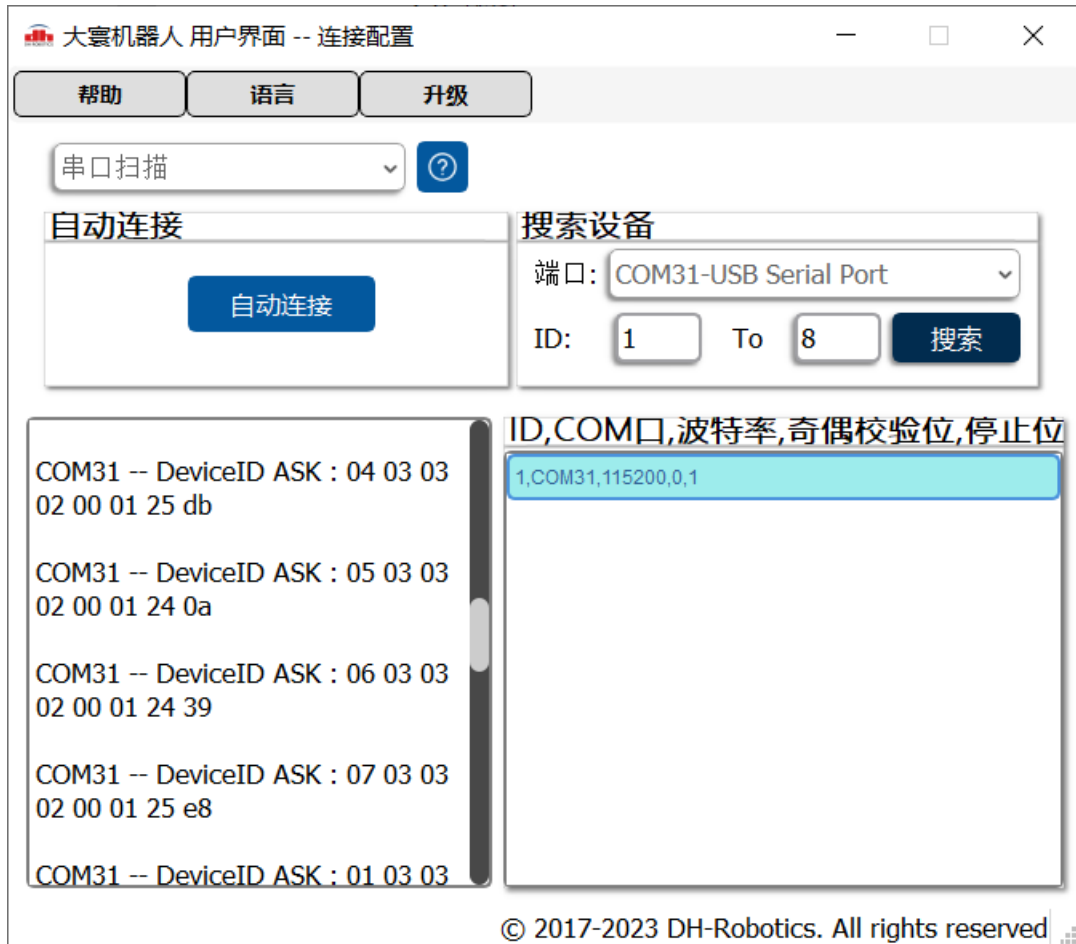 大寰机器人 用户界面 -- 连接配置
帮助
语言
升级
串口扫描
自动连接
自动连接
搜索设备
端口: COM31-USB Serial Port
ID: 1 To 8 搜索
COM31 -- DeviceID ASK : 04 03 03
02 00 01 25 db
COM31 -- DeviceID ASK : 05 03 03
02 00 01 24 0a
COM31 -- DeviceID ASK : 06 03 03
02 00 01 24 39
COM31 -- DeviceID ASK : 07 03 03
02 00 01 25 e8
COM31 -- DeviceID ASK : 01 03 03
ID,COM口,波特率,奇偶校验位,停止位
1,COM31,115200,0,1
© 2017-2023 DH-Robotics. All rights reserved